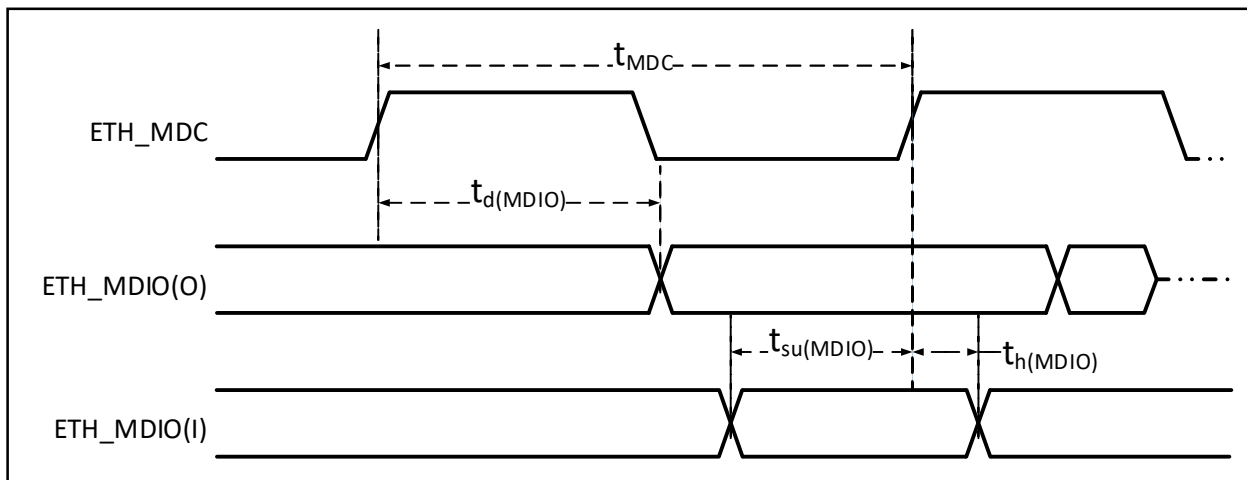 tMDC
ETH_MDC
td(MDIO)
ETH_MDIO(O)
tsu(MDIO)
th(MDIO)
ETH_MDIO(I)